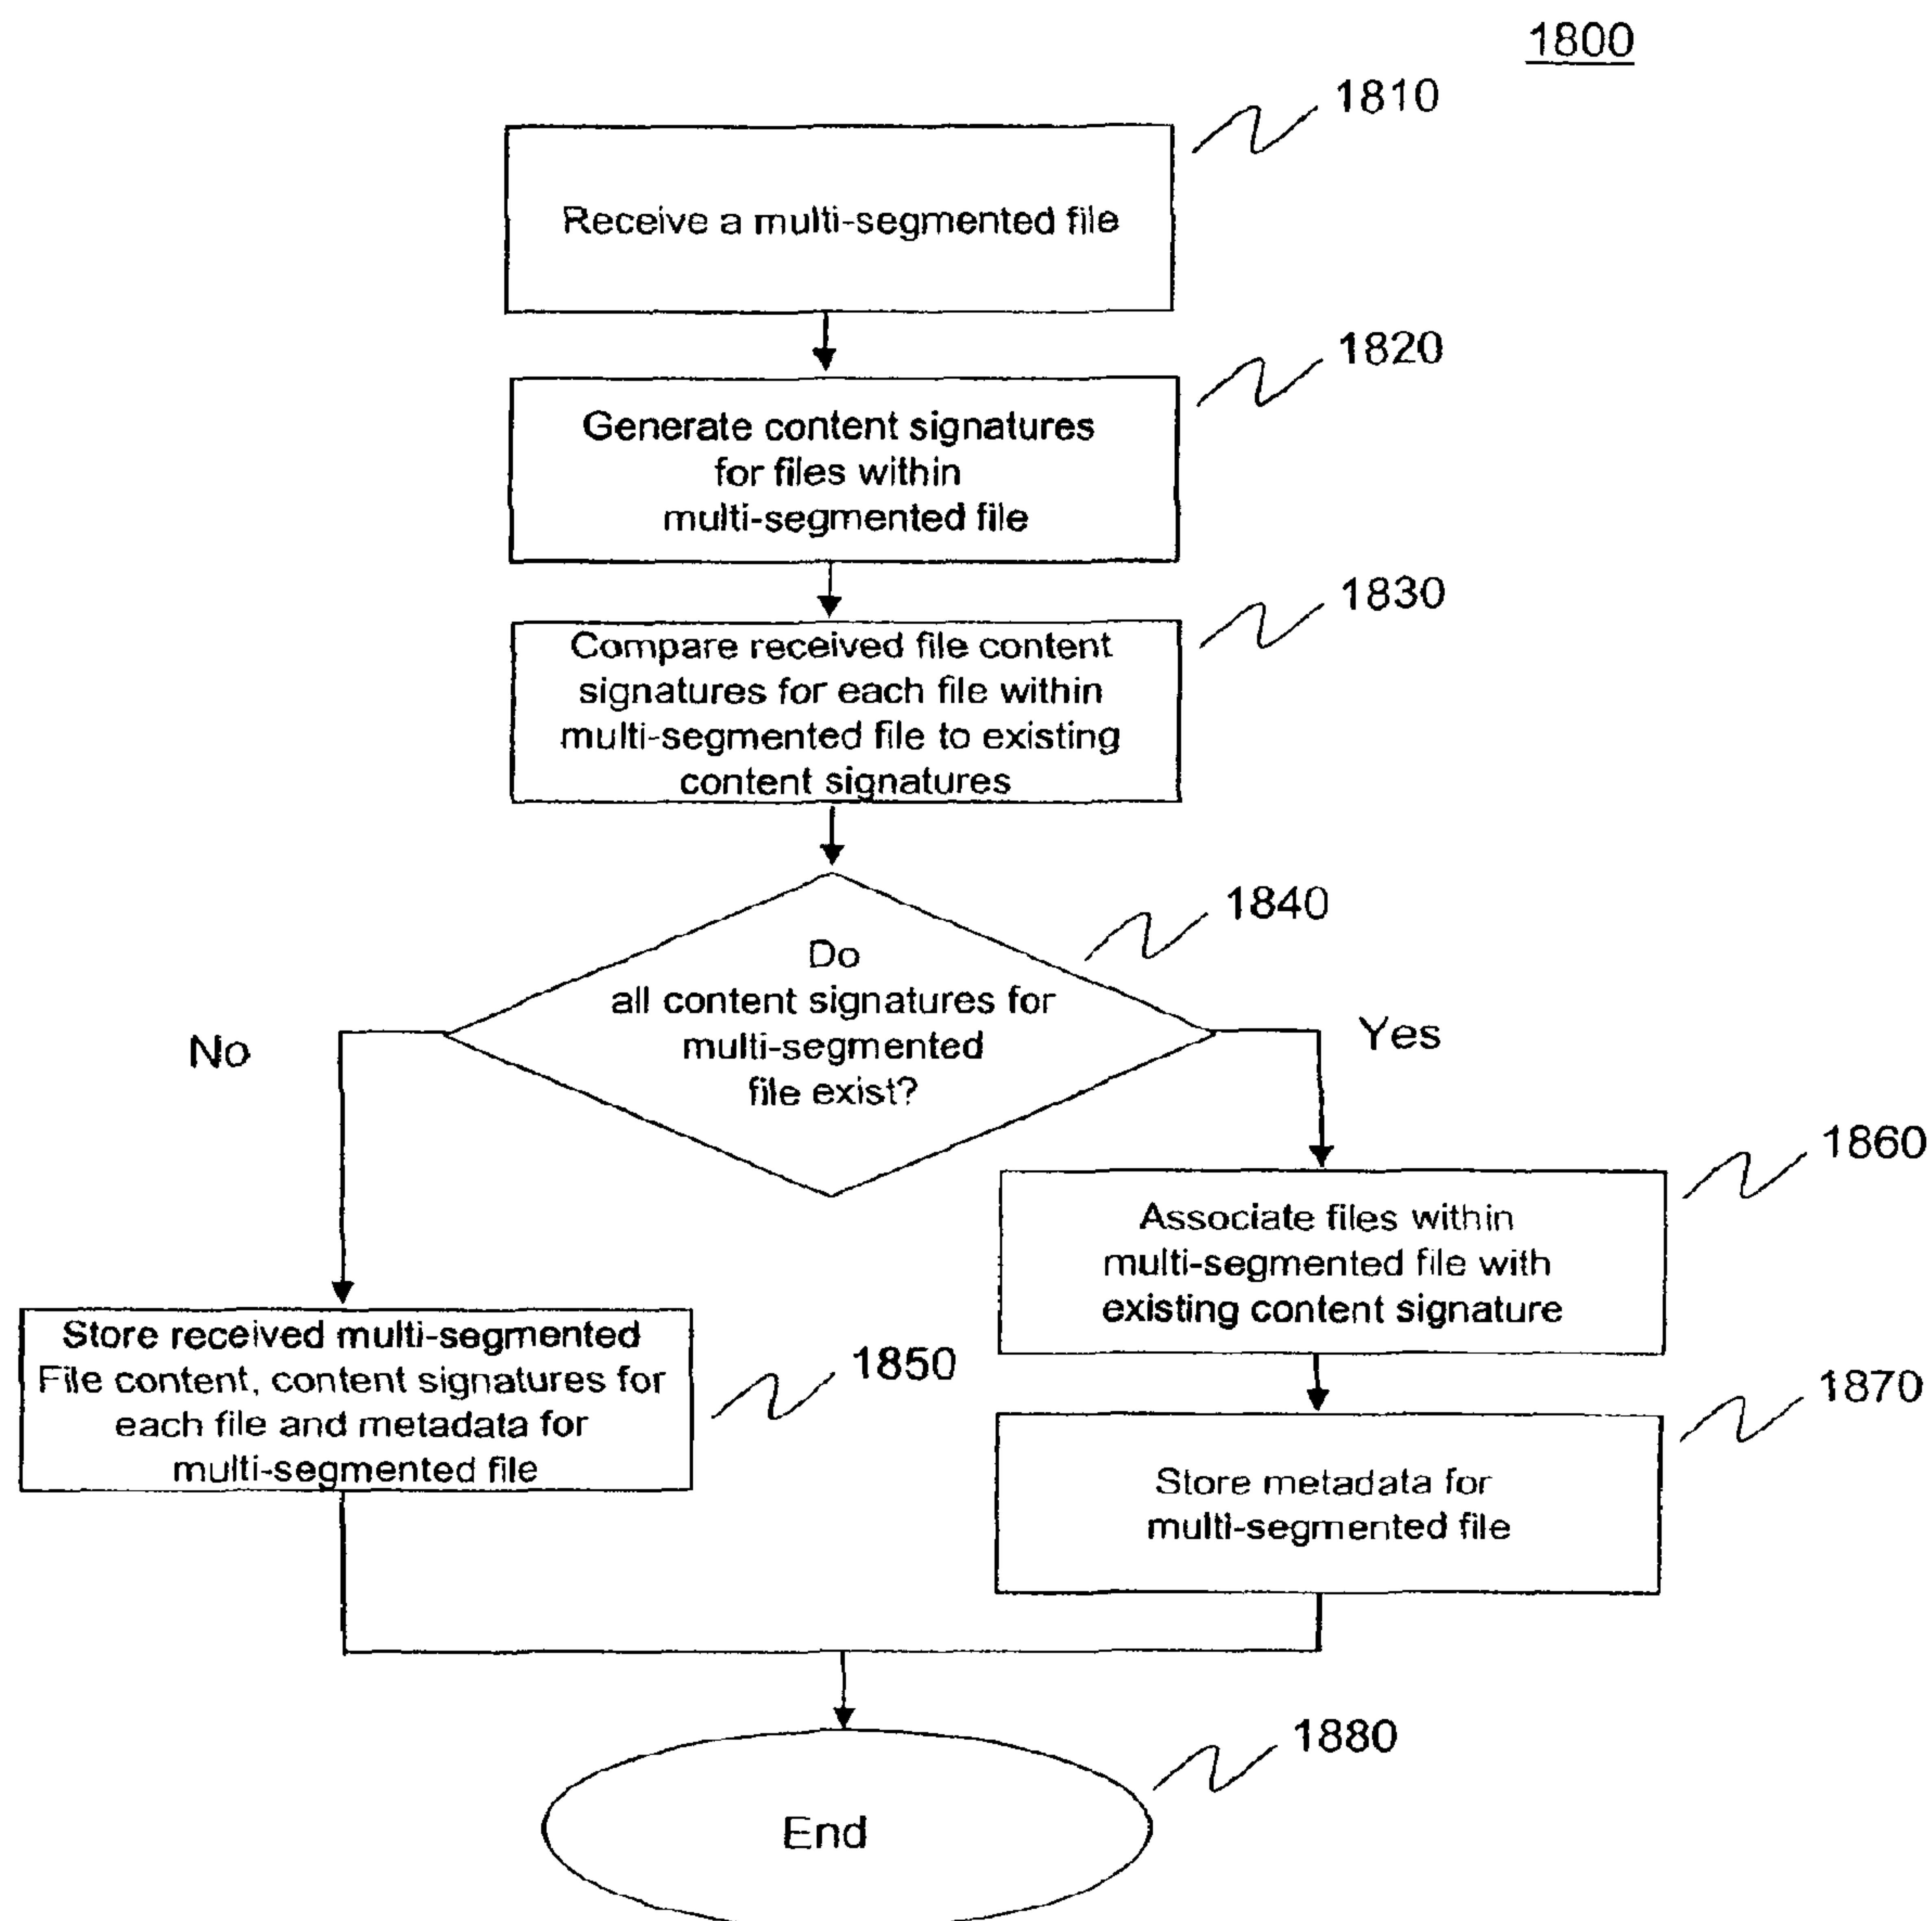 1800
1810
Receive a multi-segmented file
1820
Generate content signatures
for files within
multi-segmented file
1830
Compare received file content
signatures for each file within
multi-segmented file to existing
content signatures
1840
Do
all content signatures for
multi-segmented
file exist?
No
Yes
1860
Associate files within
multi-segmented file with
existing content signature
1850
Store received multi-segmented
File content, content signatures for
each file and metadata for
multi-segmented file
1870
Store metadata for
multi-segmented file
1880
End